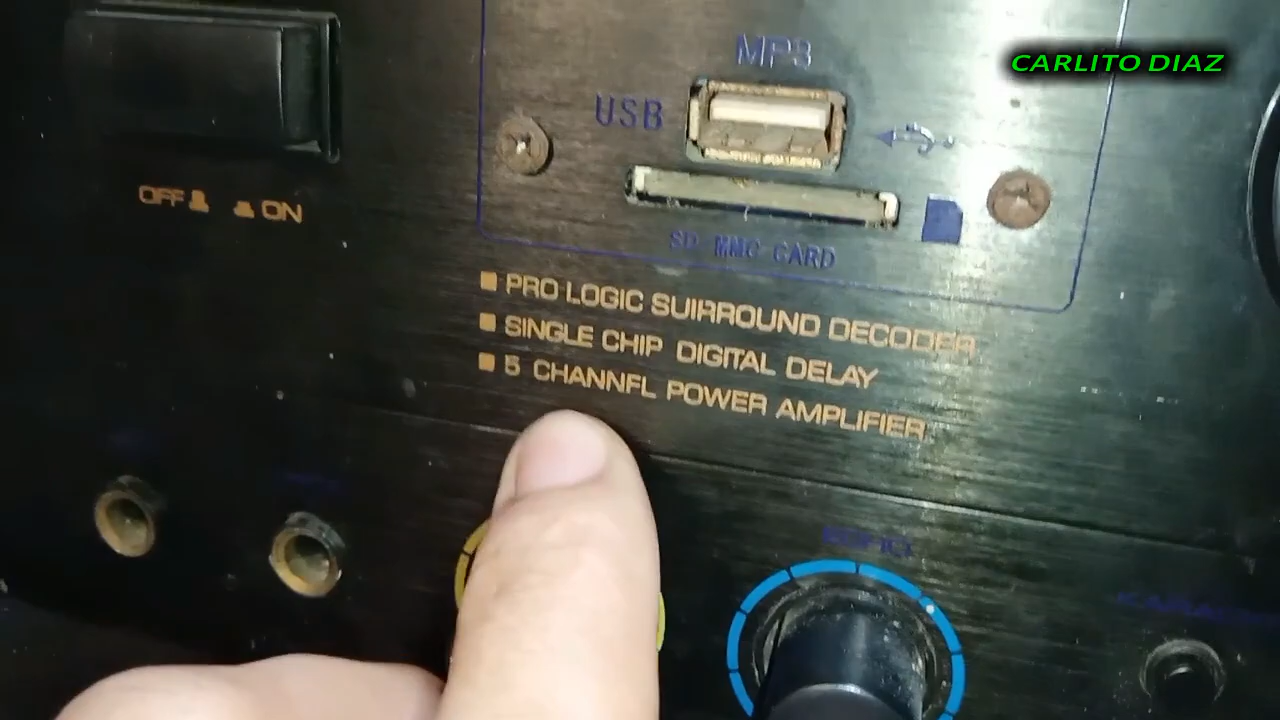 CARLITO DIAZ
MP3
USB
OFF ON
SD MMC CARD
PRO LOGIC SUIRROUND DECODER
SINGLE CHIP DIGITAL DELAY
5 CHANNFL POWER AMPLIFIER
ECHO